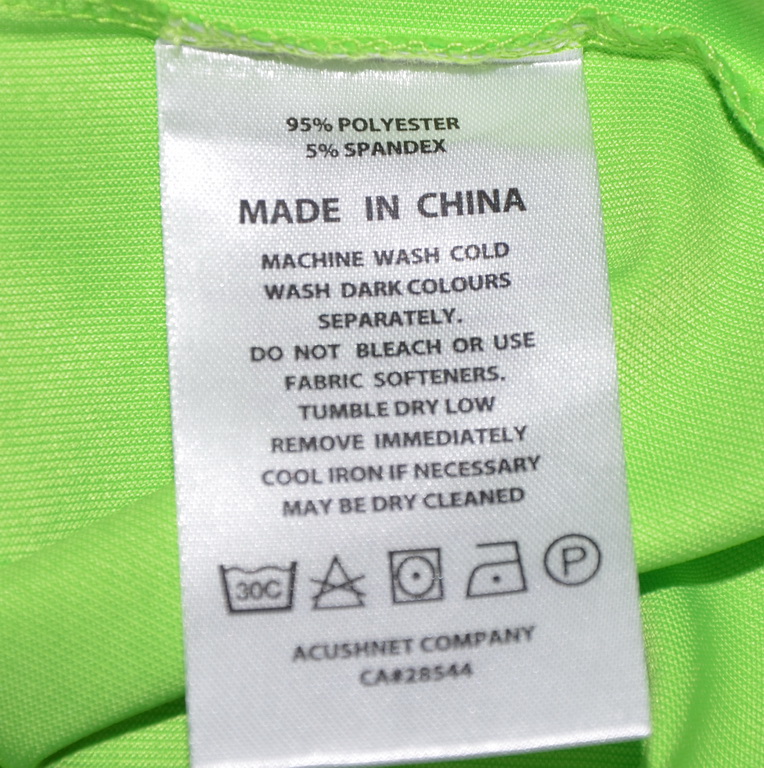 95% POLYESTER
5% SPANDEX
MADE IN CHINA
MACHINE WASH COLD
WASH DARK COLOURS
SEPARATELY.
DO NOT BLEACH OR USE
FABRIC SOFTENERS.
TUMBLE DRY LOW
REMOVE IMMEDIATELY
COOL IRON IF NECESSARY
MAY BE DRY CLEANED
30C P
ACUSHNET COMPANY
CA#28544